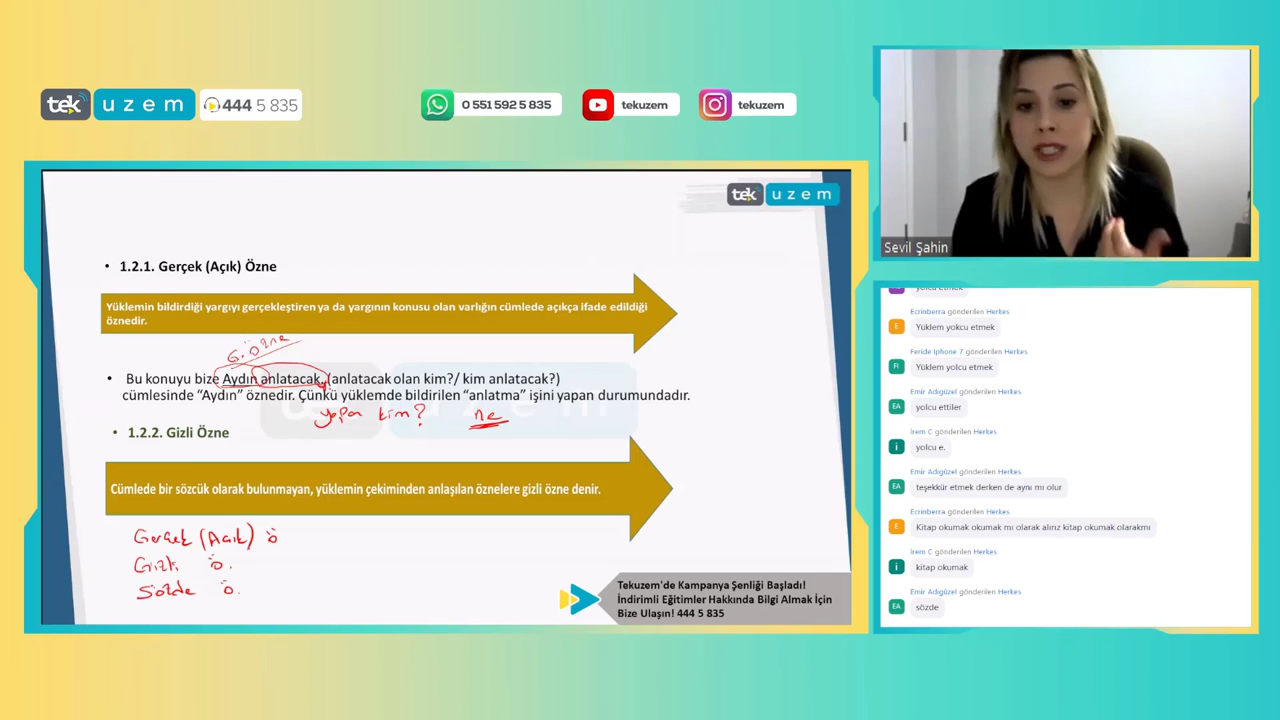 tek uzem 444 5 835
0 551 592 5 835
tekuzem
tekuzem
tek uzem
• 1.2.1. Gerçek (Açık) Özne
Yüklemin bildirdiği yargıyı gerçekleştiren ya da yargının konusu olan varlığın cümlede açıkça ifade edildiği
öznedir.
G. Özne
• Bu konuyu bize Aydın anlatacak. (anlatacak olan kim?/ kim anlatacak?)
cümlesinde “Aydın” öznedir. Çünkü yüklemde bildirilen “anlatma” işini yapan durumundadır.
yapan kim? ne
• 1.2.2. Gizli Özne
Cümlede bir sözcük olarak bulunmayan, yüklemin çekiminden anlaşılan öznelere gizli özne denir.
Gerçek (Açık) ö
Gizli ö.
Sözde ö.
Tekuzem'de Kampanya Şenliği Başladı!
İndirimli Eğitimler Hakkında Bilgi Almak İçin
Bize Ulaşın! 444 5 835
Sevil Şahin
yolcu etmek
Ecrinberra gönderilen Herkes
E
Yüklem yokcu etmek
Feride Iphone 7 gönderilen Herkes
FI
Yüklem yolcu etmek
Emir Adıgüzel gönderilen Herkes
EA
yolcu ettiler
İrem C gönderilen Herkes
i
yolcu e.
Emir Adıgüzel gönderilen Herkes
EA
teşekkür etmek derken de aynı mı olur
Ecrinberra gönderilen Herkes
E
Kitap okumak okumak mı olarak alırız kitap okumak olarakmı
İrem C gönderilen Herkes
i
kitap okumak
Emir Adıgüzel gönderilen Herkes
EA
sözde